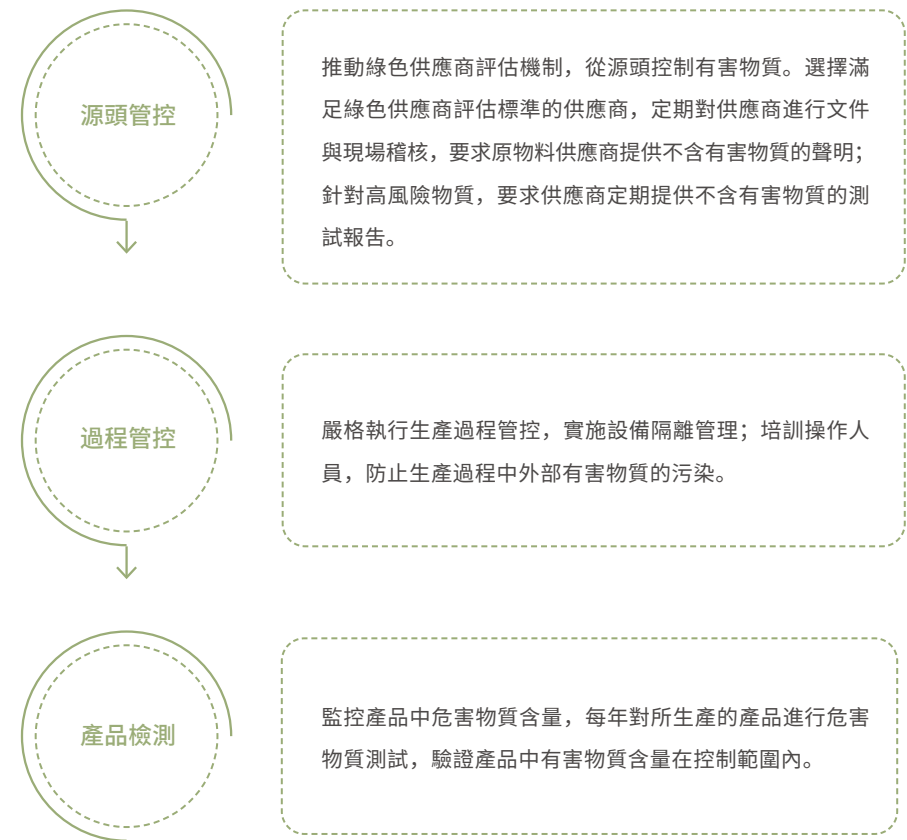 源頭管控
推動綠色供應商評估機制，從源頭控制有害物質。選擇滿
足綠色供應商評估標準的供應商，定期對供應商進行文件
與現場稽核，要求原物料供應商提供不含有害物質的聲明；
針對高風險物質，要求供應商定期提供不含有害物質的測
試報告。
過程管控
嚴格執行生產過程管控，實施設備隔離管理；培訓操作人
員，防止生產過程中外部有害物質的污染。
產品檢測
監控產品中危害物質含量，每年對所生產的產品進行危害
物質測試，驗證產品中有害物質含量在控制範圍內。